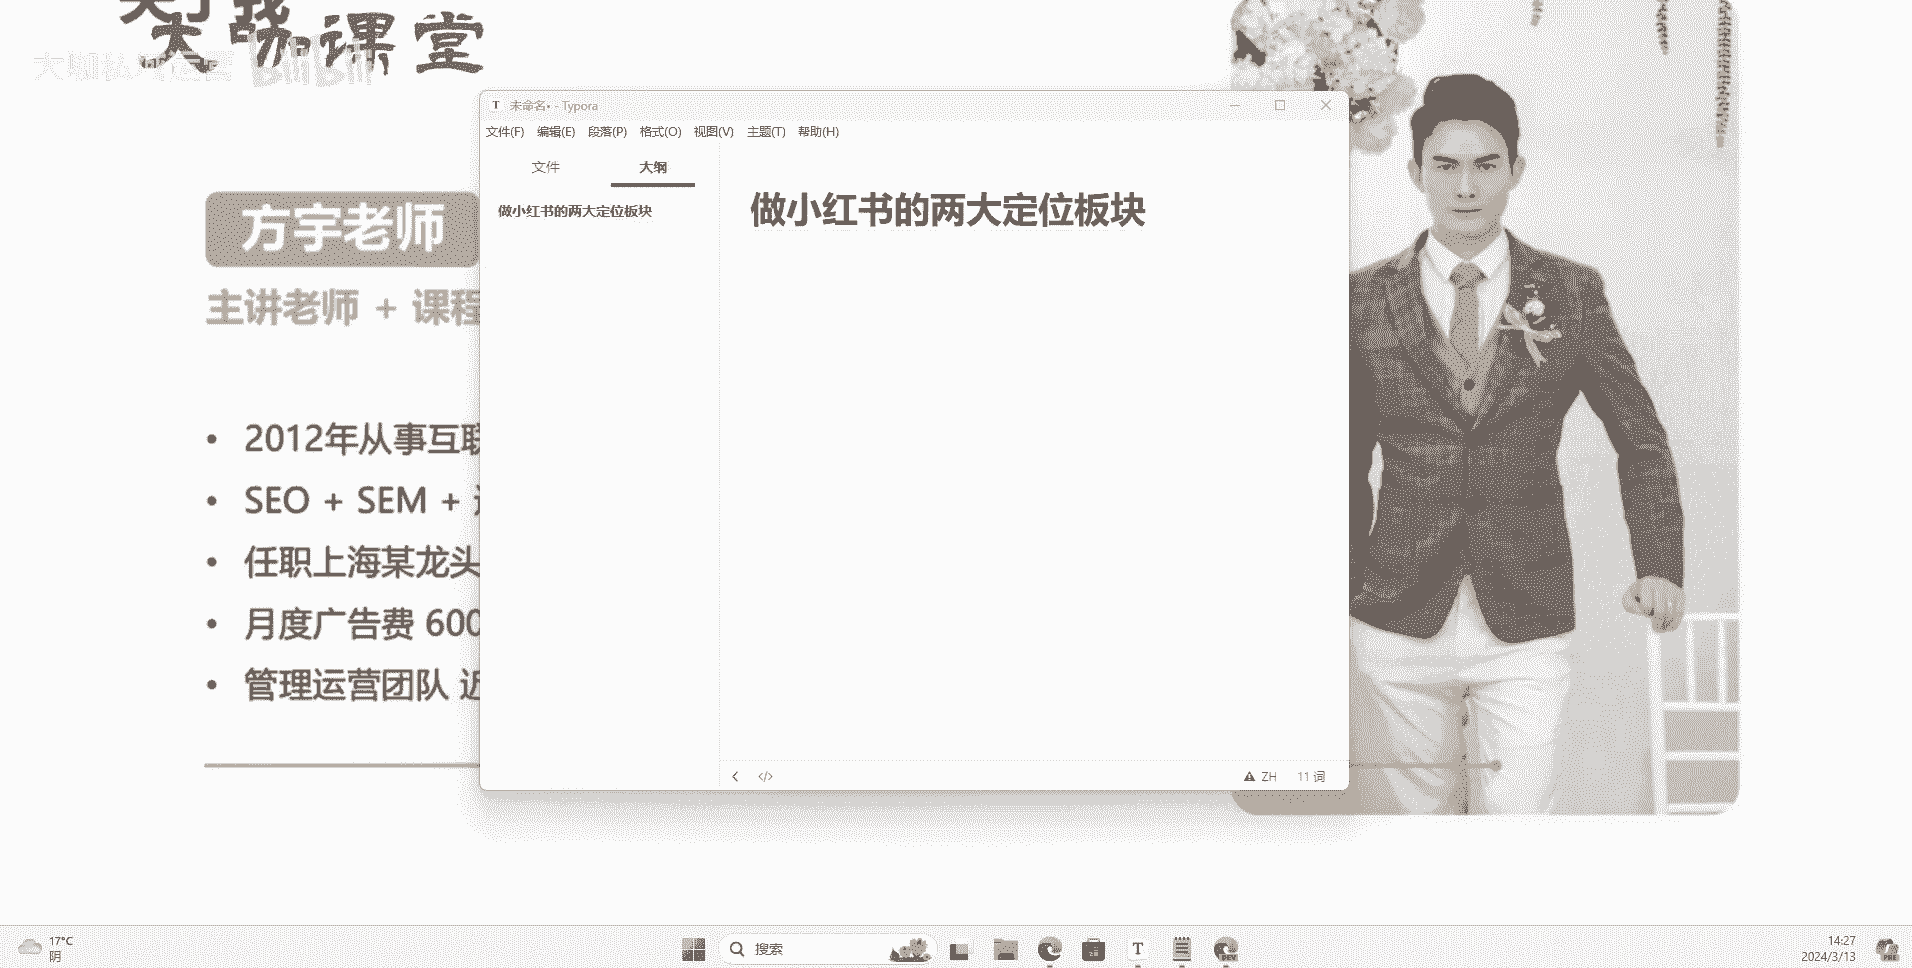 关于我
大咖课堂
大咖私域运营 bilibili
未命名• - Typora
文件(F) 编辑(E) 段落(P) 格式(O) 视图(V) 主题(T) 帮助(H)
文件 大纲
做小红书的两大定位板块
做小红书的两大定位板块
方宇老师
主讲老师 + 课程
2012年从事互联
SEO + SEM +
任职上海某龙头
月度广告费 600
管理运营团队 近
ZH 11 词
17°C
阴
搜索
14:27
2024/3/13